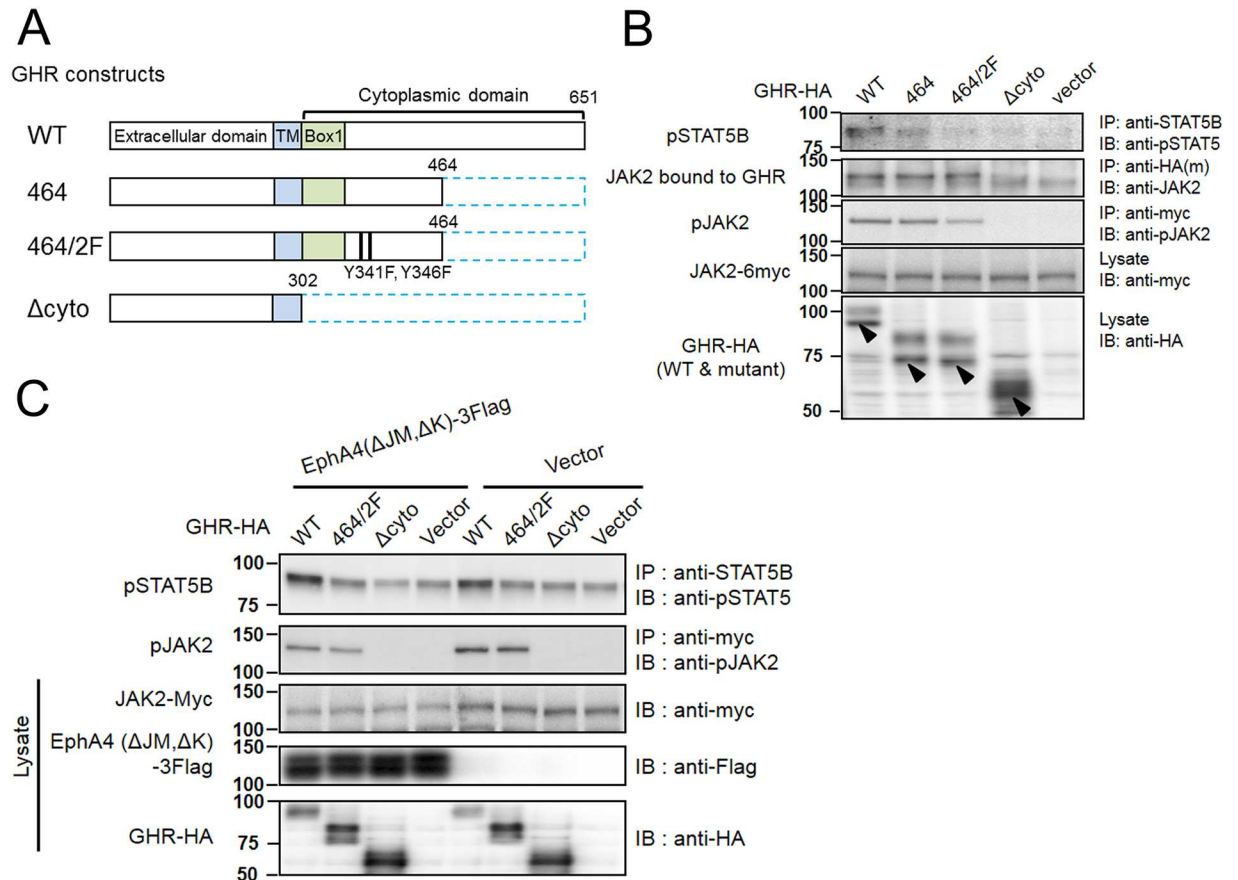 A
GHR constructs
Cytoplasmic domain
651
WT
Extracellular domain
TM
Box1
464
464
464/2F
464
Y341F, Y346F
302
Δcyto
B
GHR-HA
WT
464
464/2F
Δcyto
vector
pSTAT5B
100
75
IP: anti-STAT5B
IB: anti-pSTAT5
JAK2 bound to GHR
150
100
IP: anti-HA(m)
IB: anti-JAK2
pJAK2
150
100
IP: anti-myc
IB: anti-pJAK2
JAK2-6myc
150
100
Lysate
IB: anti-myc
GHR-HA
(WT & mutant)
100
75
50
Lysate
IB: anti-HA
C
EphA4(ΔJM,ΔK)-3Flag
Vector
GHR-HA
WT
464/2F
Δcyto
Vector
WT
464/2F
Δcyto
Vector
pSTAT5B
100
75
IP : anti-STAT5B
IB : anti-pSTAT5
pJAK2
150
100
IP : anti-myc
IB : anti-pJAK2
Lysate
JAK2-Myc
150
100
IB : anti-myc
EphA4 (ΔJM,ΔK)
-3Flag
150
100
IB : anti-Flag
GHR-HA
100
75
50
IB : anti-HA